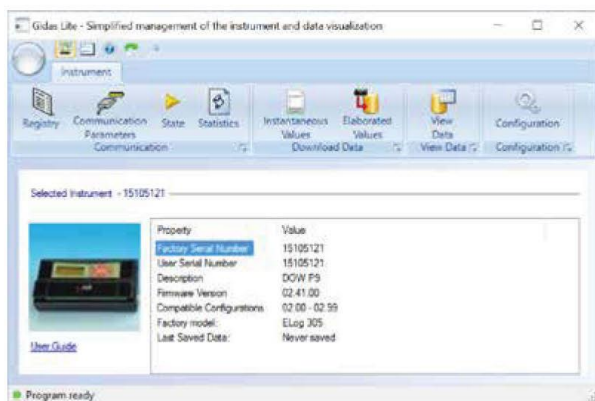 Gidas Lite - Simplified management of the instrument and data visualization
Instrument
Registry
Communication Parameters
State
Statistics
Communication
Instantaneous Values
Elaborated Values
Download Data
View Data
View Data
Configuration
Configuration
Selected Instrument - 15105121
Property Value
Factory Serial Number 15105121
User Serial Number 15105121
Description DOW P9
Firmware Version 02.41.00
Compatible Configurations 02.00 - 02.99
Factory model: ELog 305
Last Saved Data: Never saved
User Guide
Program ready